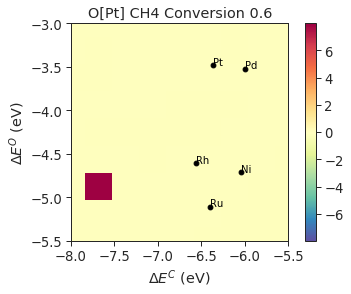 O[Pt] CH4 Conversion 0.6
ΔE^O (eV)
−3.0
−3.5
−4.0
−4.5
−5.0
−5.5
Pt
Pd
Rh
Ni
Ru
−8.0 −7.5 −7.0 −6.5 −6.0 −5.5
ΔE^C (eV)
6
4
2
0
−2
−4
−6